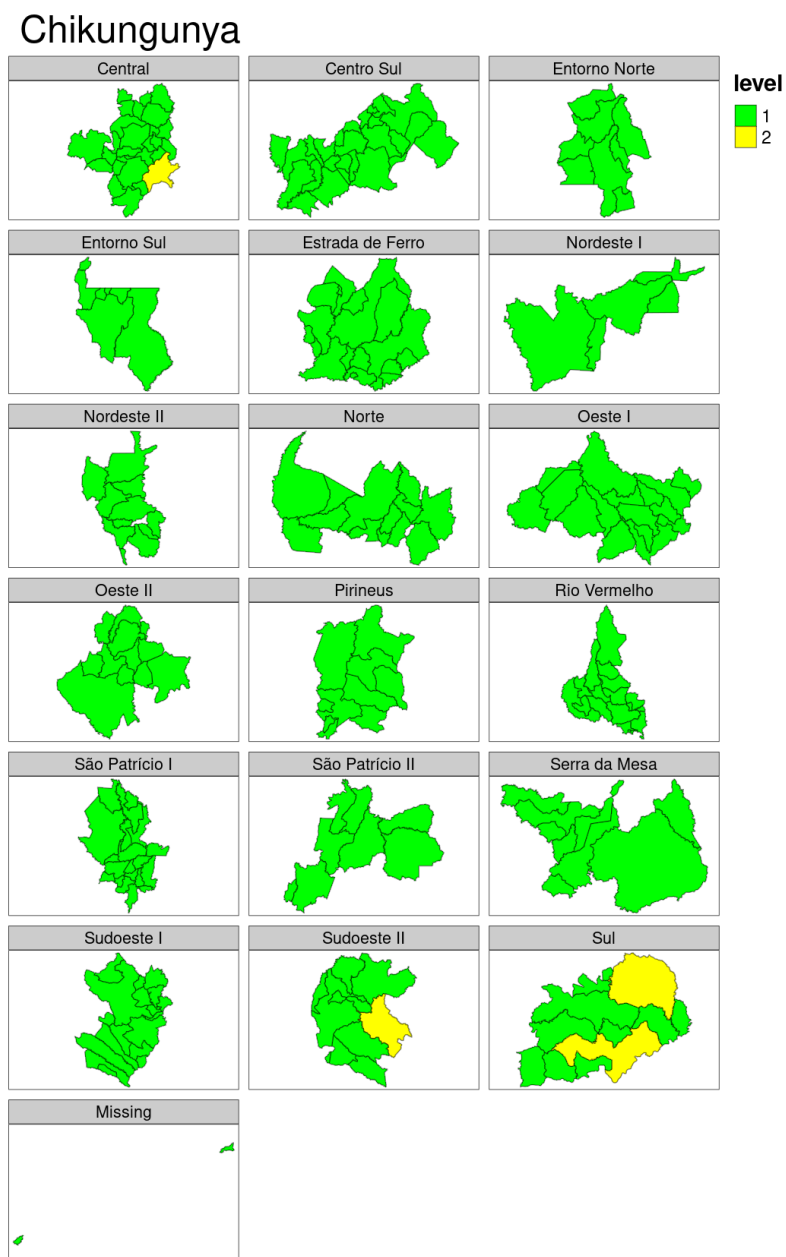 Chikungunya
Central
Centro Sul
Entorno Norte
level
1
2
Entorno Sul
Estrada de Ferro
Nordeste I
Nordeste II
Norte
Oeste I
Oeste II
Pirineus
Rio Vermelho
São Patrício I
São Patrício II
Serra da Mesa
Sudoeste I
Sudoeste II
Sul
Missing